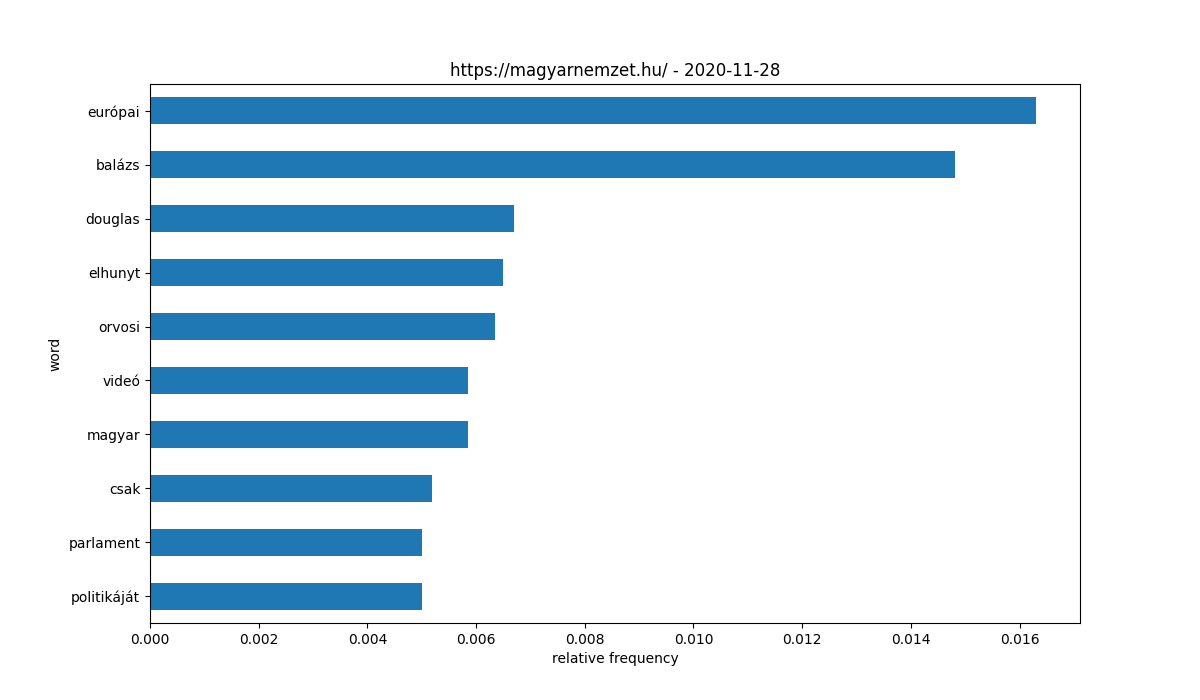 https://magyarnemzet.hu/ - 2020-11-28
európai
balázs
douglas
elhunyt
orvosi
videó
magyar
csak
parlament
politikáját
word
0.000 0.002 0.004 0.006 0.008 0.010 0.012 0.014 0.016
relative frequency